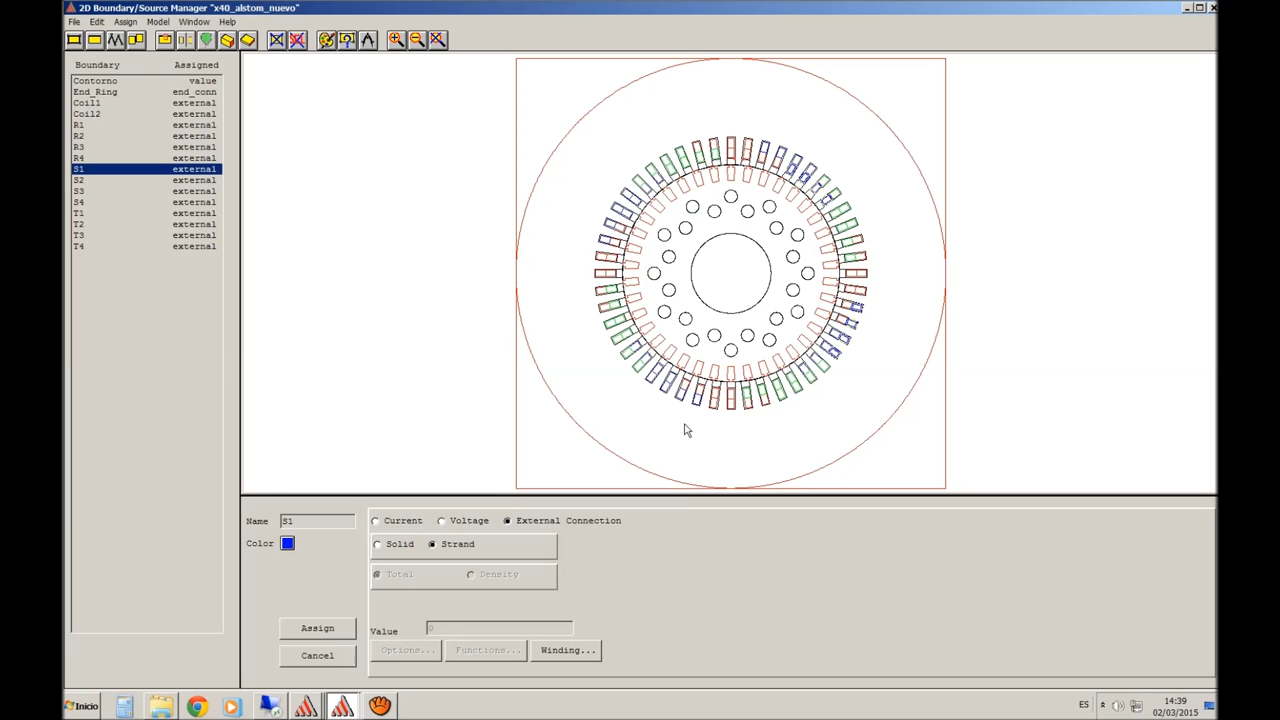 2D Boundary/Source Manager "x40_alstom_nuevo"
File Edit Assign Model Window Help
Boundary Assigned
Contorno value
End_Ring end_conn
Coil1 external
Coil2 external
R1 external
R2 external
R3 external
R4 external
S1 external
S2 external
S3 external
S4 external
T1 external
T2 external
T3 external
T4 external
Name S1
Color
Current Voltage External Connection
Solid Strand
Total Density
Value 0
Options... Functions... Winding...
Assign
Cancel
Inicio
ES
14:39
02/03/2015